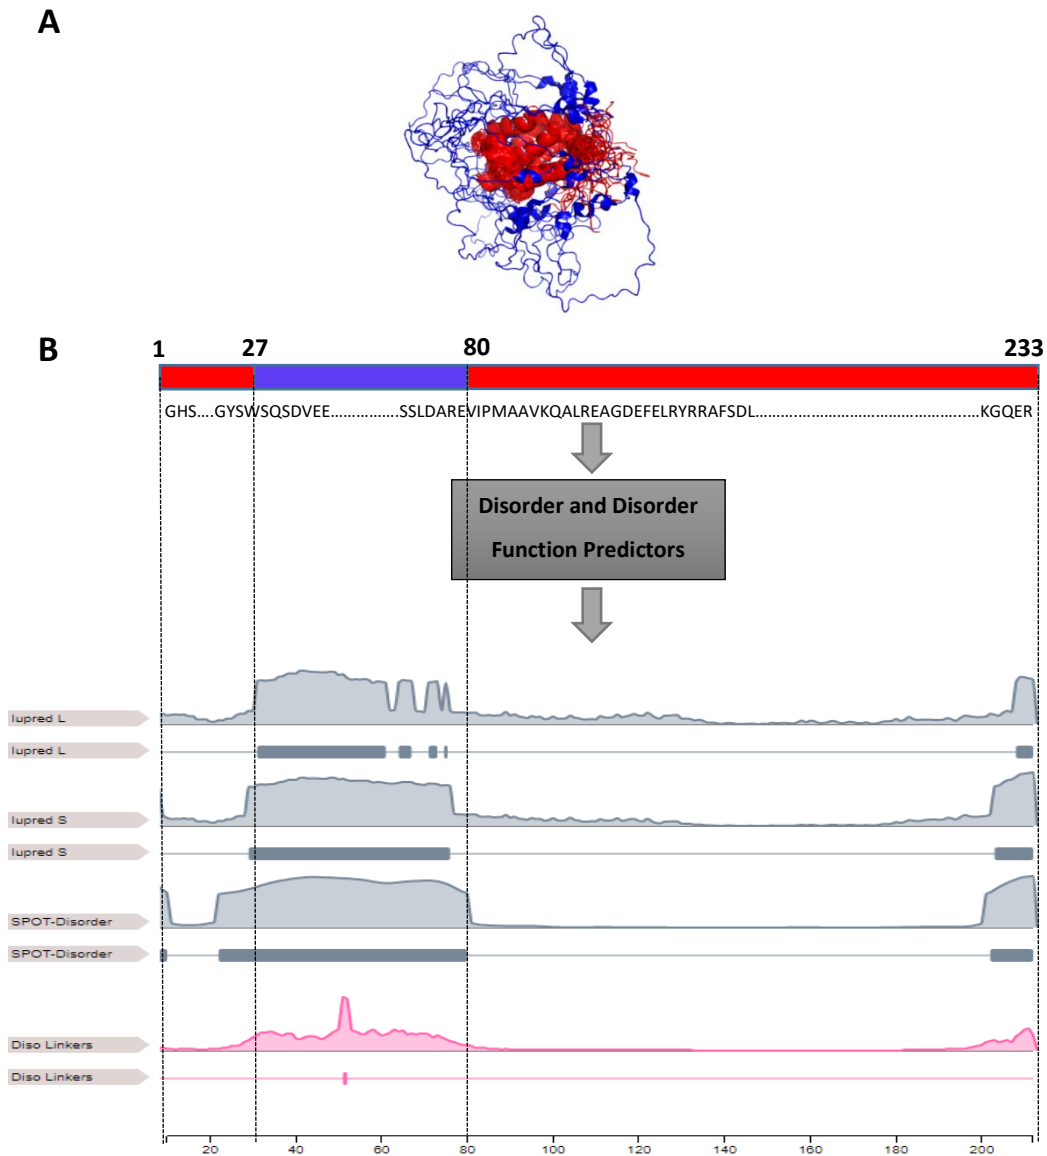 A
B
1 27 80 233
GHS....GYSWSQSDVEE...............SSLDAREVIPMAAVKQALREAGDEFELRYRRAFSDL..................................................KGQER
Disorder and Disorder
Function Predictors
Iupred L
Iupred L
Iupred S
Iupred S
SPOT-Disorder
SPOT-Disorder
Diso Linkers
Diso Linkers
20 40 60 80 100 120 140 160 180 200